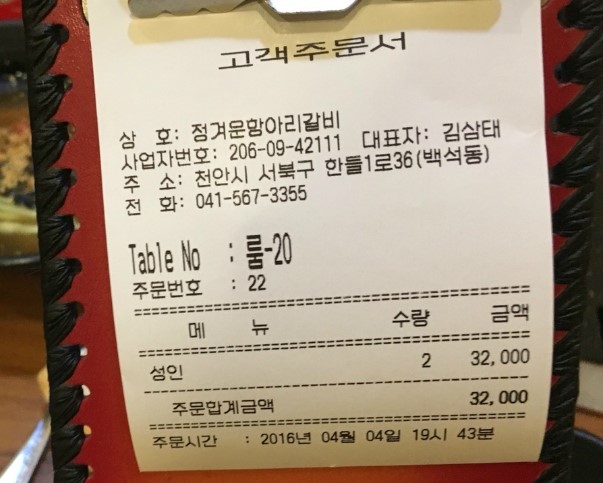 고객주문서
상 호: 정겨운항아리갈비
사업자번호: 206-09-42111 대표자: 김삼태
주 소: 천안시 서북구 한들1로36(백석동)
전 화: 041-567-3355
Table No : 룸-20
주문번호 : 22
메 뉴 수량 금액
성인 2 32,000
주문합계금액 32,000
주문시간 : 2016년 04월 04일 19시 43분